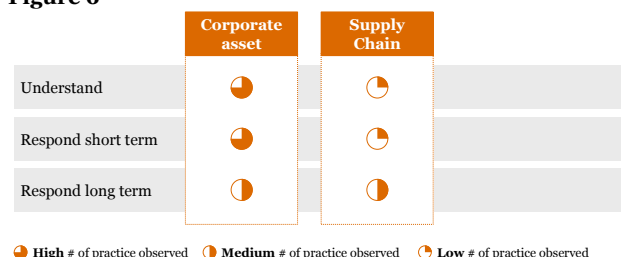 Corporate
asset
Supply
Chain
Understand
Respond short term
Respond long term
High # of practice observed Medium # of practice observed Low # of practice observed